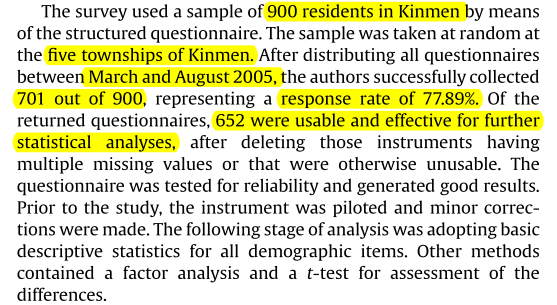 The survey used a sample of 900 residents in Kinmen by means
of the structured questionnaire. The sample was taken at random at
the five townships of Kinmen. After distributing all questionnaires
between March and August 2005, the authors successfully collected
701 out of 900, representing a response rate of 77.89%. Of the
returned questionnaires, 652 were usable and effective for further
statistical analyses, after deleting those instruments having
multiple missing values or that were otherwise unusable. The
questionnaire was tested for reliability and generated good results.
Prior to the study, the instrument was piloted and minor correc-
tions were made. The following stage of analysis was adopting basic
descriptive statistics for all demographic items. Other methods
contained a factor analysis and a t-test for assessment of the
differences.